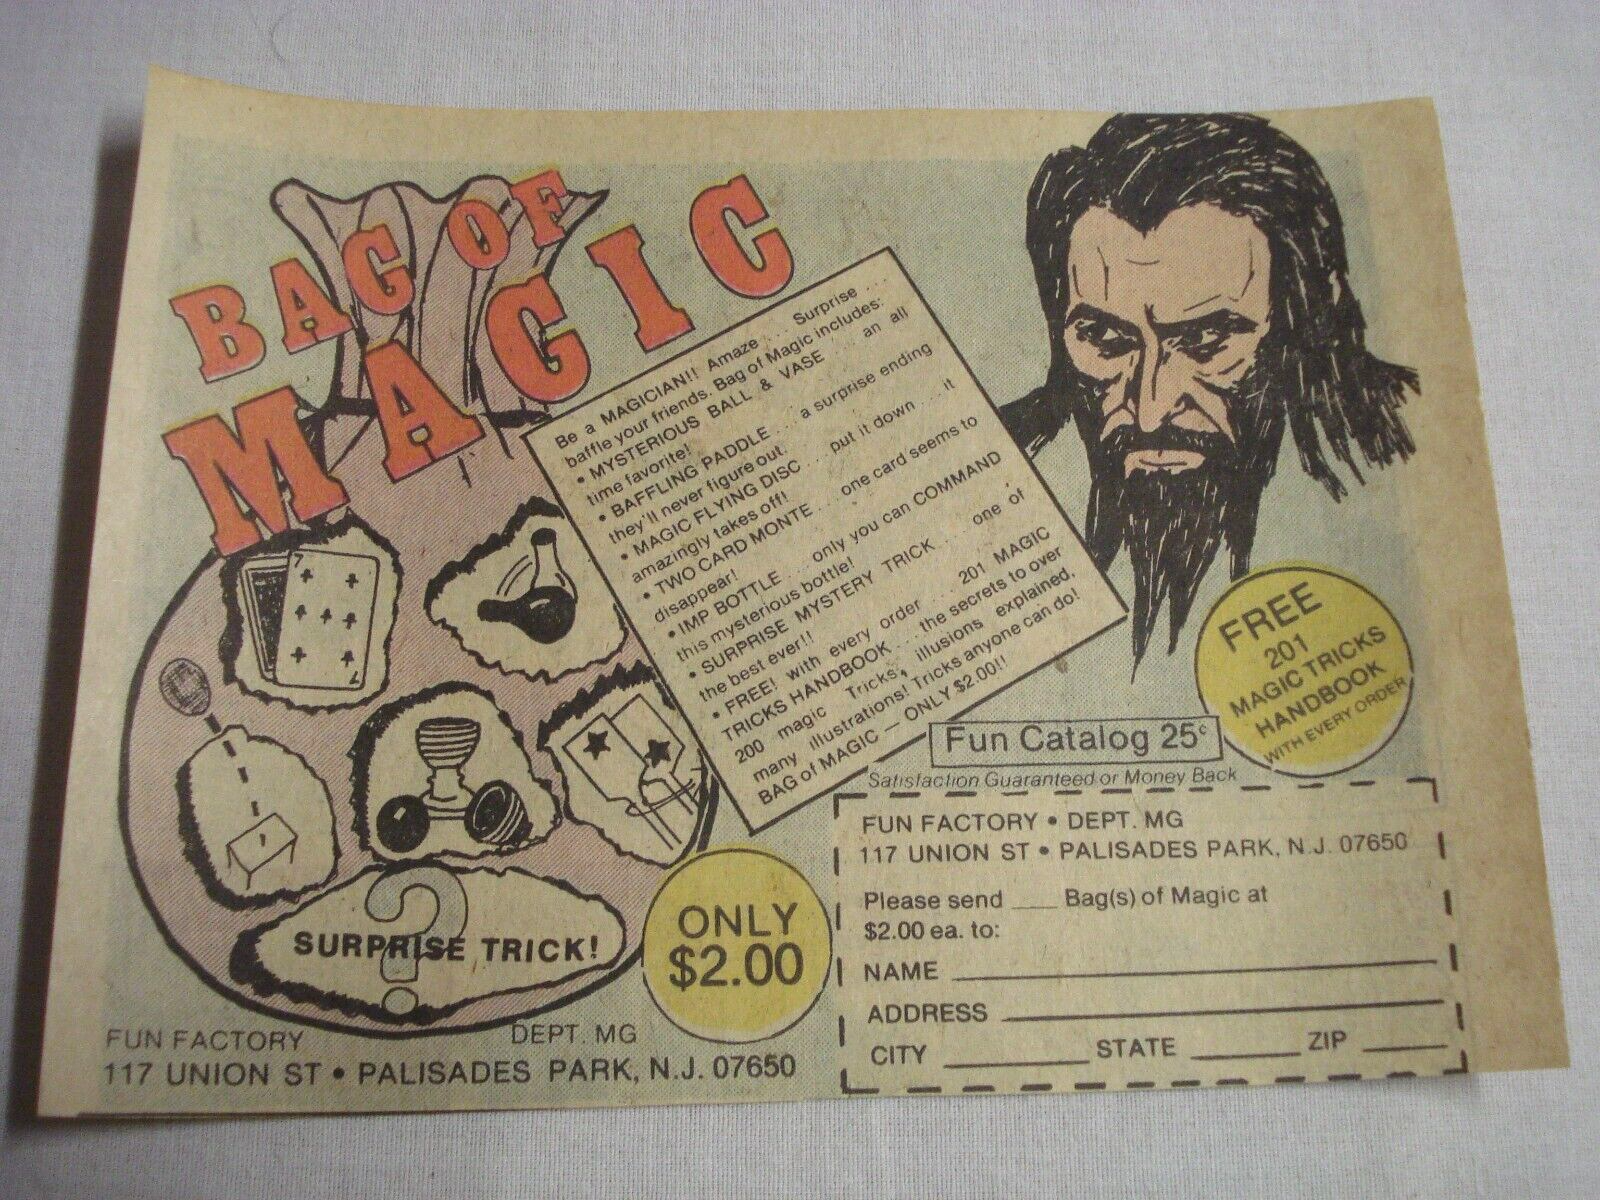 BAG OF
MAGIC
Be a MAGICIAN!! Amaze ... Surprise ...
baffle your friends. Bag of Magic includes:
• MYSTERIOUS BALL & VASE ... an all
time favorite!
• BAFFLING PADDLE ... a surprise ending
they'll never figure out.
• MAGIC FLYING DISC ... put it down ... it
amazingly takes off!
• TWO CARD MONTE ... one card seems to
disappear!
• IMP BOTTLE ... only you can COMMAND
this mysterious bottle!
• SURPRISE MYSTERY TRICK ... one of
the best ever!!
• FREE! with every order ... 201 MAGIC
TRICKS HANDBOOK ... the secrets to over
200 magic Tricks, illusions explained,
many illustrations! Tricks anyone can do!
BAG of MAGIC — ONLY $2.00!!
7
7
SURPRISE TRICK!
?
ONLY
$2.00
FREE
201
MAGIC TRICKS
HANDBOOK
WITH EVERY ORDER
Fun Catalog 25¢
Satisfaction Guaranteed or Money Back
FUN FACTORY • DEPT. MG
117 UNION ST • PALISADES PARK, N.J. 07650
Please send ___ Bag(s) of Magic at
$2.00 ea. to:
NAME
ADDRESS
CITY STATE ZIP
FUN FACTORY DEPT. MG
117 UNION ST • PALISADES PARK, N.J. 07650